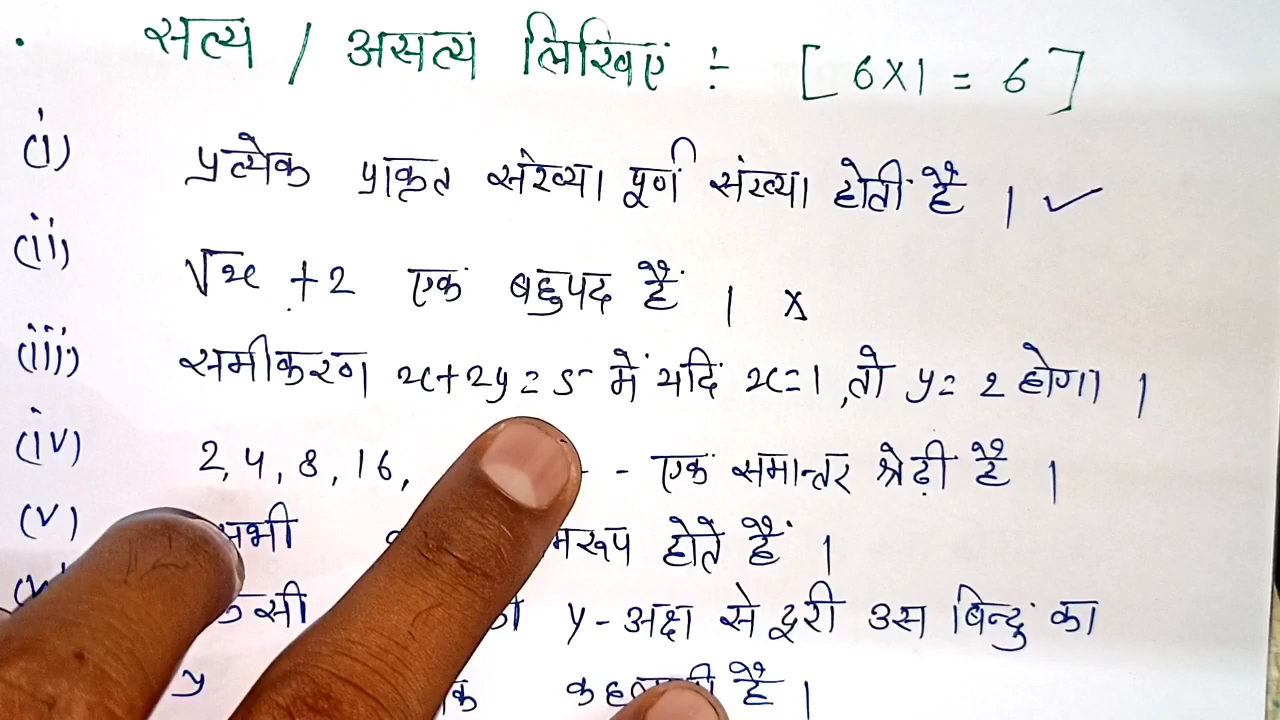 सत्य / असत्य लिखिए :- [ 6×1 = 6 ]
(i) प्रत्येक प्राकृत संख्या पूर्ण संख्या होती है । ✓
(ii) √x + 2 एक बहुपद है । ×
(iii) समीकरण x+2y=5 में यदि x=1, तो y=2 होगा ।
(iv) 2, 4, 8, 16, - - एक समान्तर श्रेढ़ी है ।
(v) होते हैं ।
y-अक्ष से दूरी उस बिन्दु का
y है ।